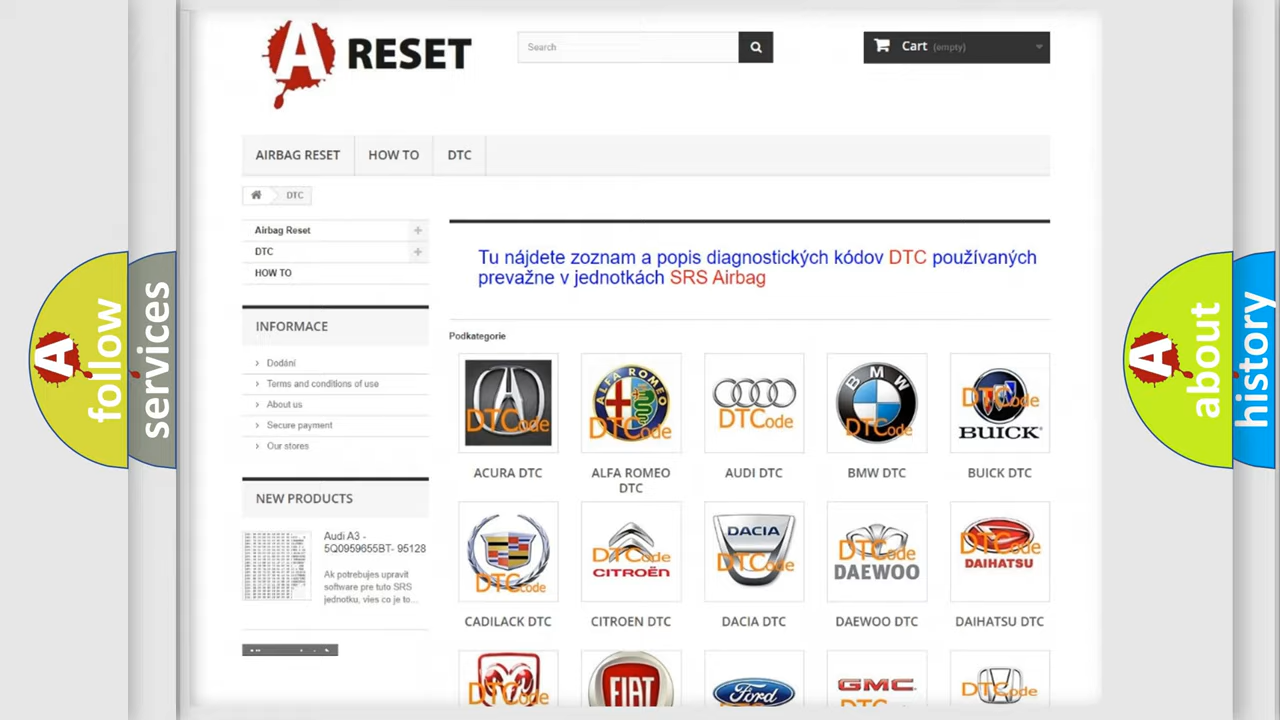 A RESET
Search
Cart (empty)
AIRBAG RESET
HOW TO
DTC
DTC
Airbag Reset
DTC
HOW TO
INFORMACE
Dodání
Terms and conditions of use
About us
Secure payment
Our stores
NEW PRODUCTS
Audi A3 -
5Q0959655BT- 95128
Ak potrebujes upravit
software pre tuto SRS
jednotku, vies co je to...
Tu nájdete zoznam a popis diagnostických kódov DTC používaných
prevažne v jednotkách SRS Airbag
Podkategorie
DTCode
ALFA ROMEO
DTCode
DTCode
BMW
DTCode
DTCode
BUICK
ACURA DTC
ALFA ROMEO
DTC
AUDI DTC
BMW DTC
BUICK DTC
DTCode
DTCode
CITROËN
DACIA
DTCode
DTCode
DAEWOO
DTCode
DAIHATSU
CADILACK DTC
CITROEN DTC
DACIA DTC
DAEWOO DTC
DAIHATSU DTC
DTCode
FIAT
Ford
GMC
DTCode
A
follow
services
A
about
history